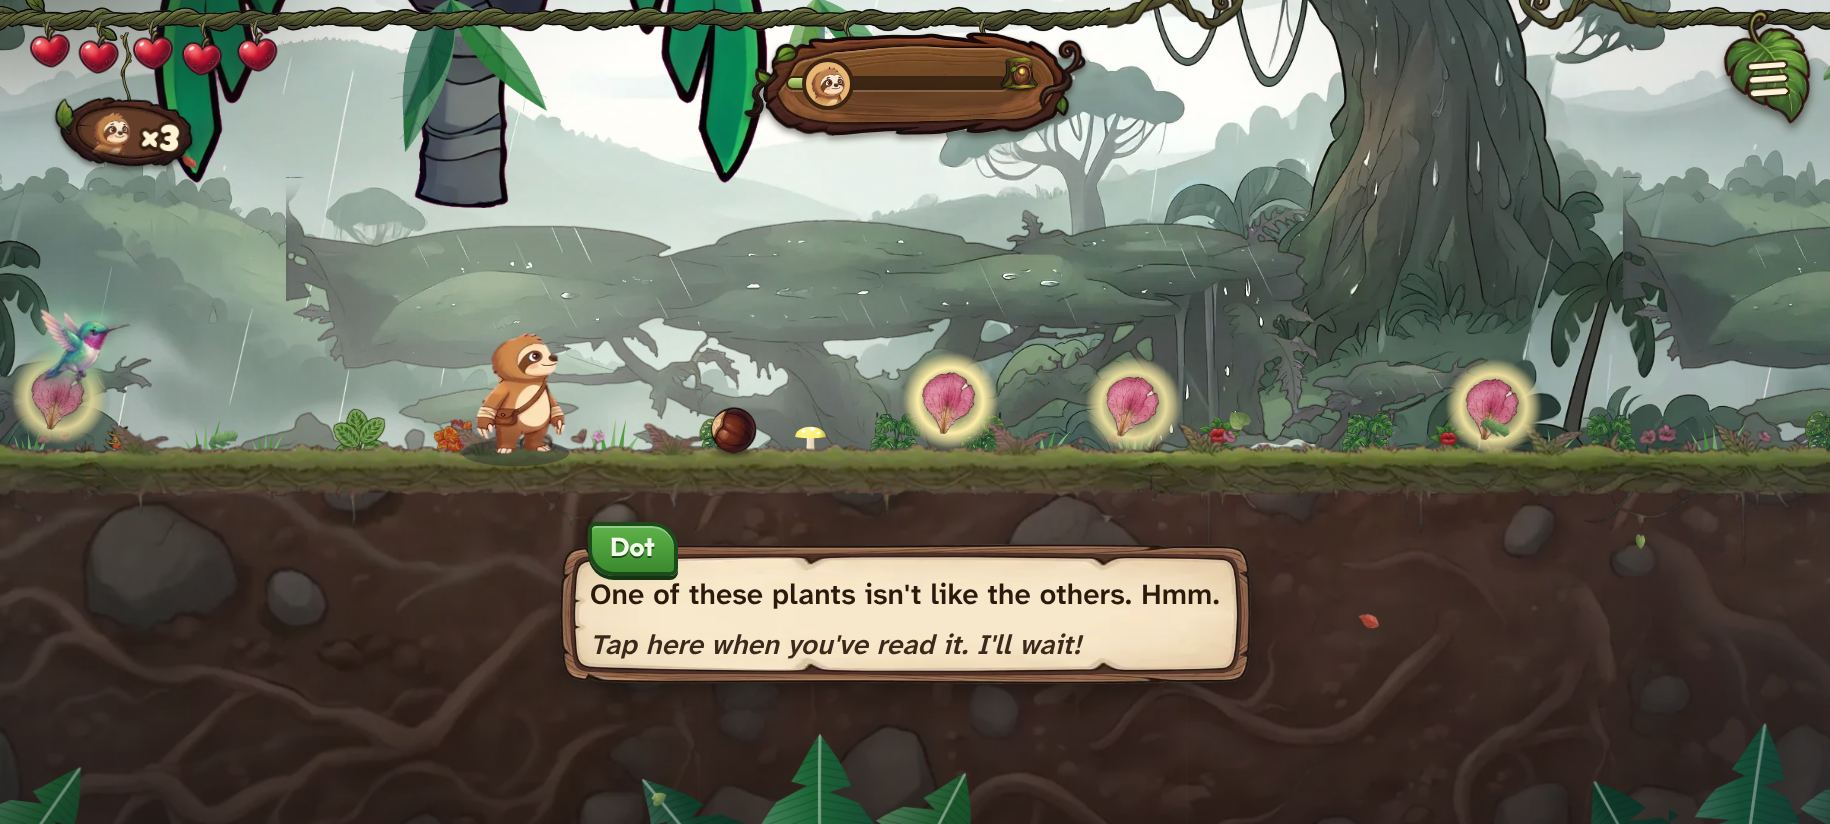 x3
Dot
One of these plants isn't like the others. Hmm.
Tap here when you've read it. I'll wait!